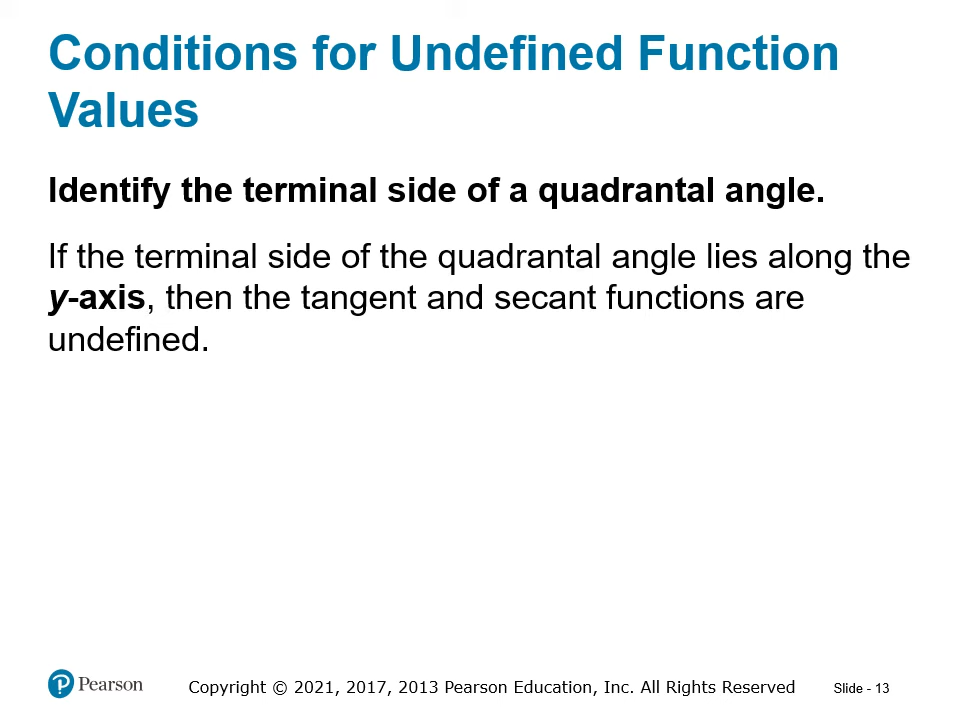 Conditions for Undefined Function
Values
Identify the terminal side of a quadrantal angle.
If the terminal side of the quadrantal angle lies along the
y-axis, then the tangent and secant functions are
undefined.
Pearson
Copyright © 2021, 2017, 2013 Pearson Education, Inc. All Rights Reserved
Slide - 13